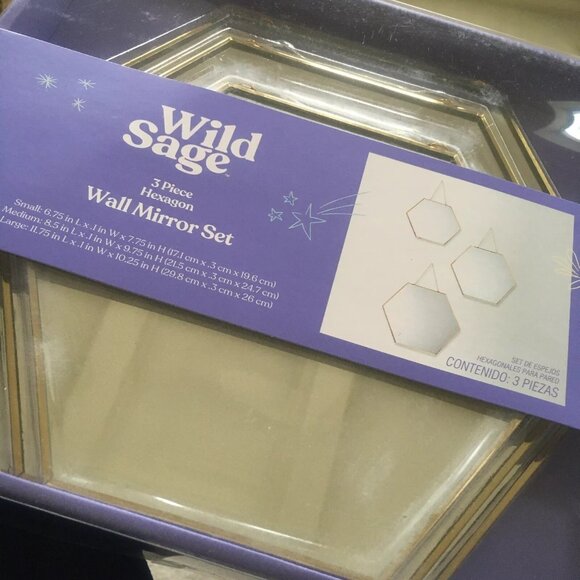 Wild
Sage™
3 Piece
Hexagon
Wall Mirror Set
Small: 6.75 in L x .1 in W x 7.75 in H (17.1 cm x .3 cm x 19.6 cm)
Medium: 8.5 in L x .1 in W x 9.75 in H (21.5 cm x .3 cm x 24.7 cm)
Large: 11.75 in L x .1 in W x 10.25 in H (29.8 cm x .3 cm x 26 cm)
SET DE ESPEJOS
HEXAGONALES PARA PARED
CONTENIDO: 3 PIEZAS